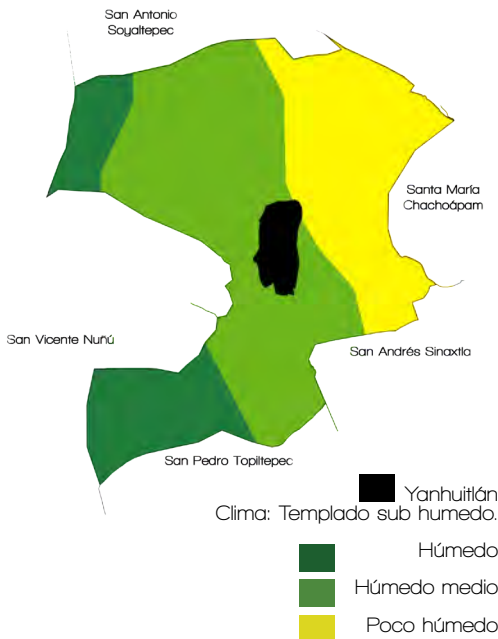 San Antonio
Soyaltepec
Santa María
Chachoápam
San Vicente Nuñú
San Andrés Sinaxtla
San Pedro Topiltepec
Yanhuitlán
Clima: Templado sub humedo.
Húmedo
Húmedo medio
Poco húmedo